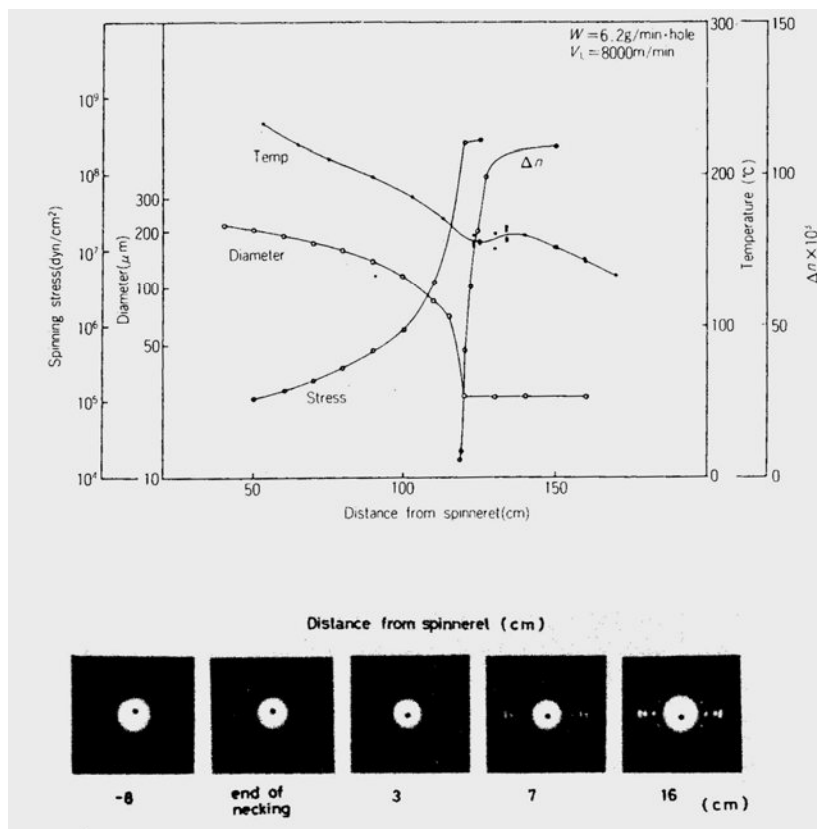 W = 6.2g/min·hole
V_L = 8000m/min
300
150
10⁹
Temp
Δn
10⁸
300
200
100
200
10⁷
Diameter
100
10⁶
100
50
50
10⁵
Stress
10⁴
10
0
0
50
100
150
Distance from spinneret(cm)
Spinning stress(dyn/cm²)
Diameter(μm)
Temperature (℃)
Δn×10³
Distance from spinneret (cm)
-8
end of
necking
3
7
16
(cm)